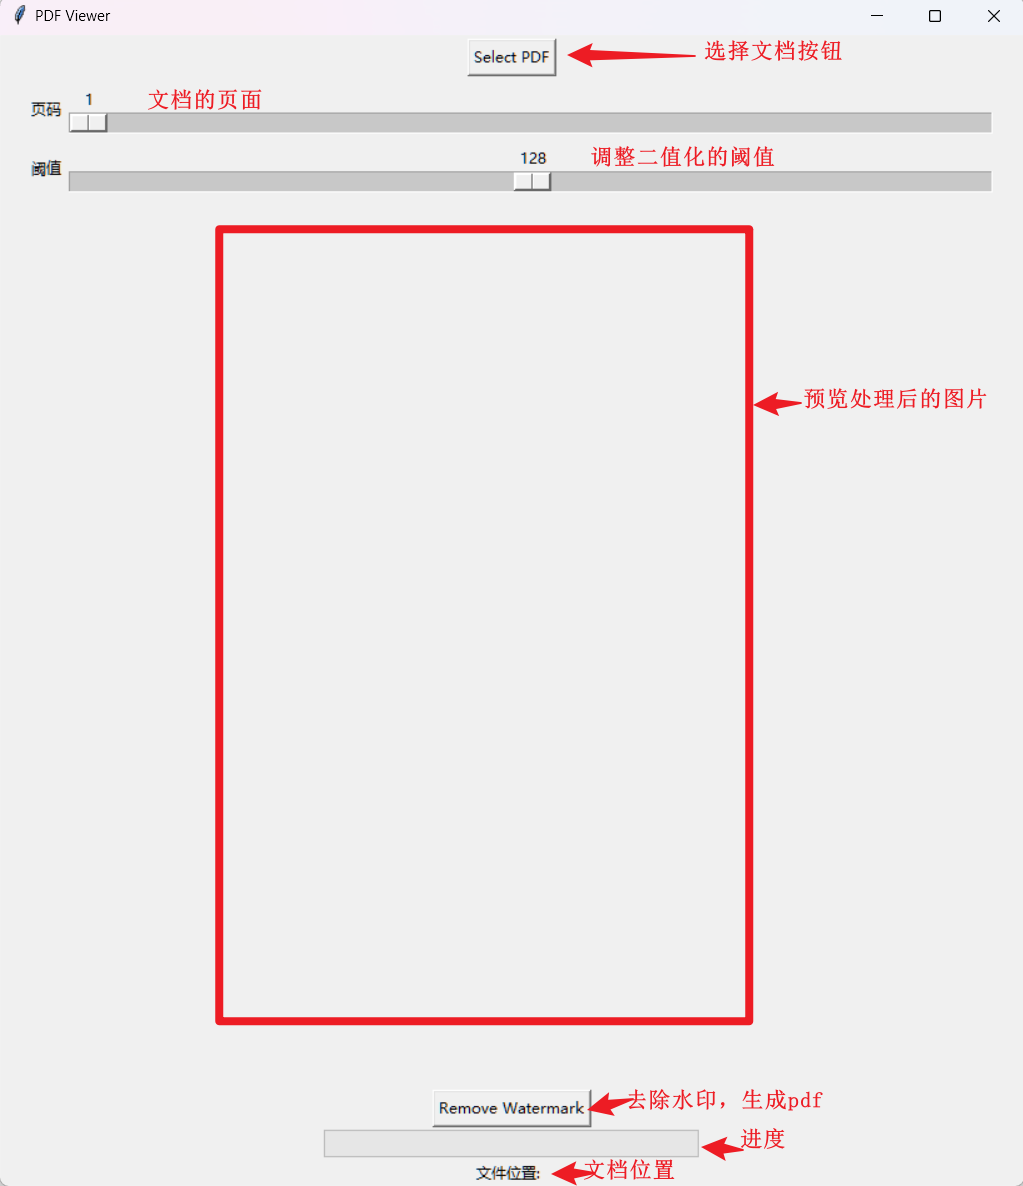 PDF Viewer
Select PDF 选择文档按钮
1 文档的页面
页码
128 调整二值化的阈值
阈值
预览处理后的图片
Remove Watermark 去除水印，生成pdf
进度
文件位置: 文档位置